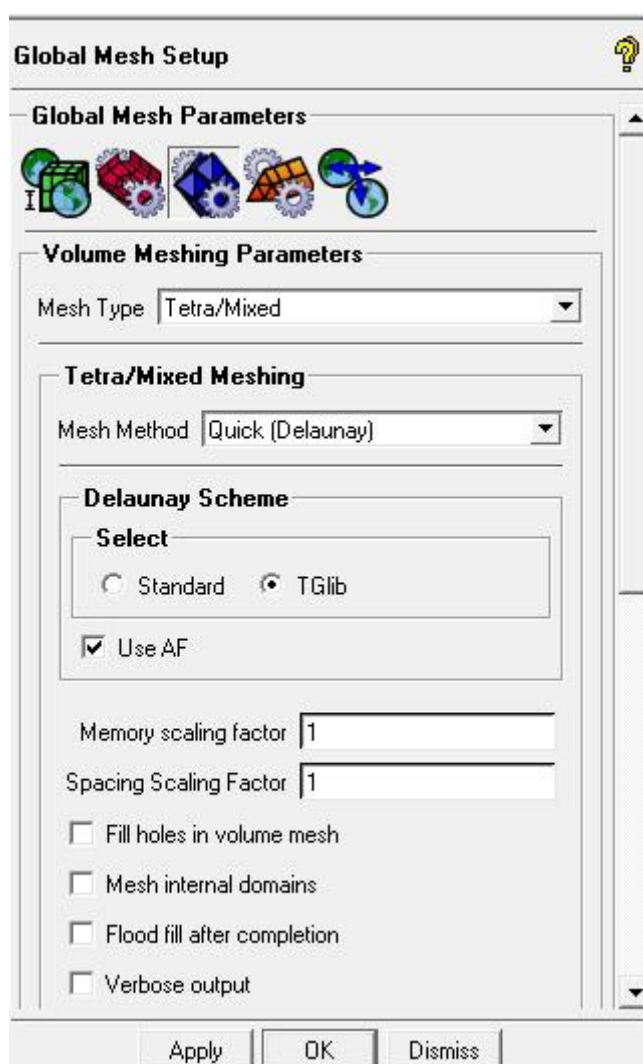 Global Mesh Setup
Global Mesh Parameters
Volume Meshing Parameters
Mesh Type Tetra/Mixed
Tetra/Mixed Meshing
Mesh Method Quick (Delaunay)
Delaunay Scheme
Select
Standard TGlib
Use AF
Memory scaling factor 1
Spacing Scaling Factor 1
Fill holes in volume mesh
Mesh internal domains
Flood fill after completion
Verbose output
Apply OK Dismiss